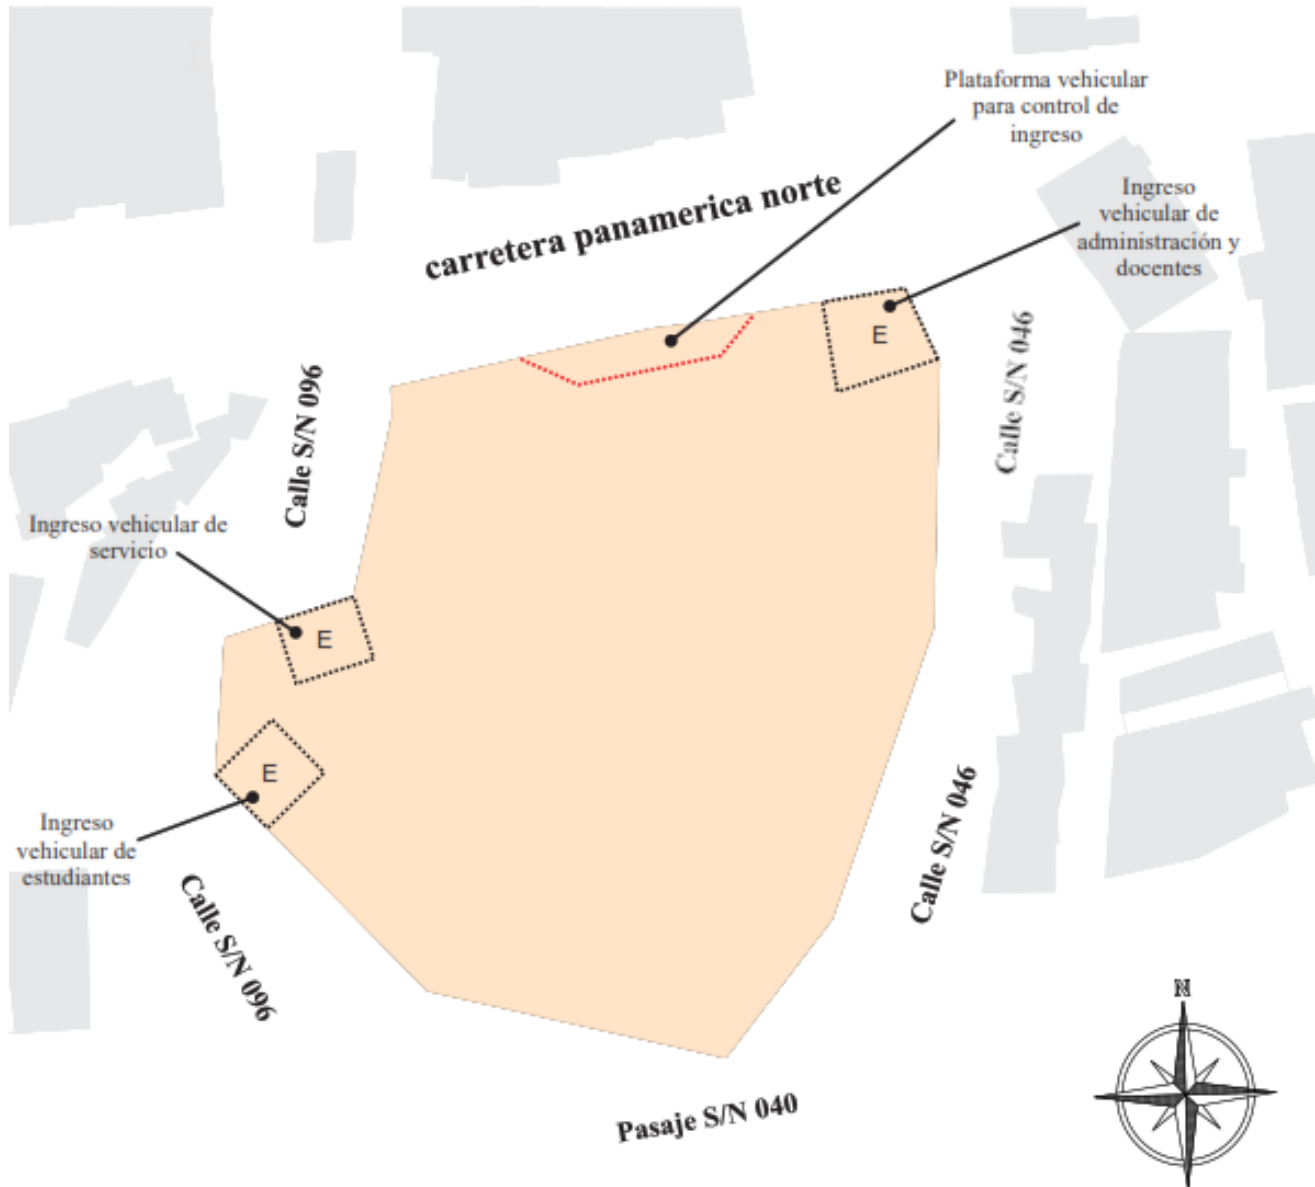 Plataforma vehicular
para control de
ingreso
Ingreso
vehicular de
administración y
docentes
carretera panamerica norte
E
Calle S/N 046
Calle S/N 096
Ingreso vehicular de
servicio
E
E
Ingreso
vehicular de
estudiantes
Calle S/N 096
Calle S/N 046
N
Pasaje S/N 040